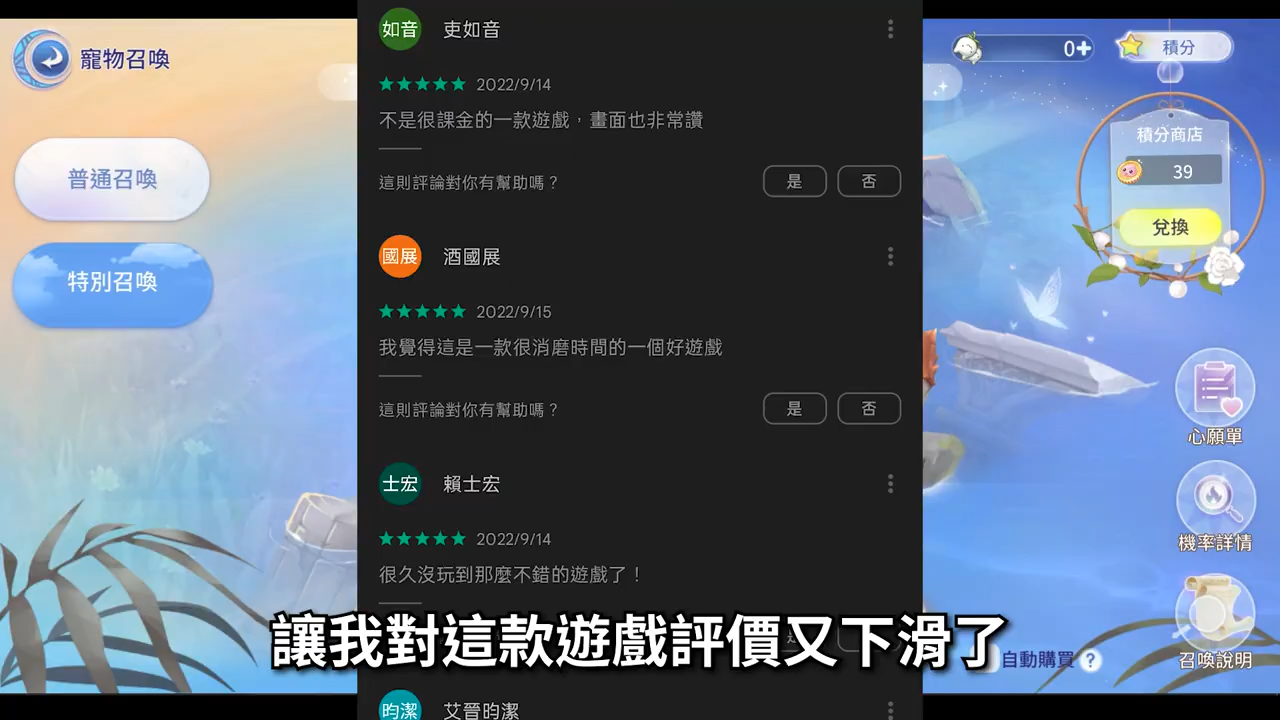 寵物召喚
普通召喚
特別召喚
如音
吏如音
2022/9/14
不是很課金的一款遊戲，畫面也非常讚
這則評論對你有幫助嗎？
是
否
國展
酒國展
2022/9/15
我覺得這是一款很消磨時間的一個好遊戲
這則評論對你有幫助嗎？
是
否
士宏
賴士宏
2022/9/14
很久沒玩到那麼不錯的遊戲了！
讓我對這款遊戲評價又下滑了
昀潔
艾晉昀潔
0+
積分
積分商店
39
兌換
心願單
機率詳情
自動購買 ?
召喚說明